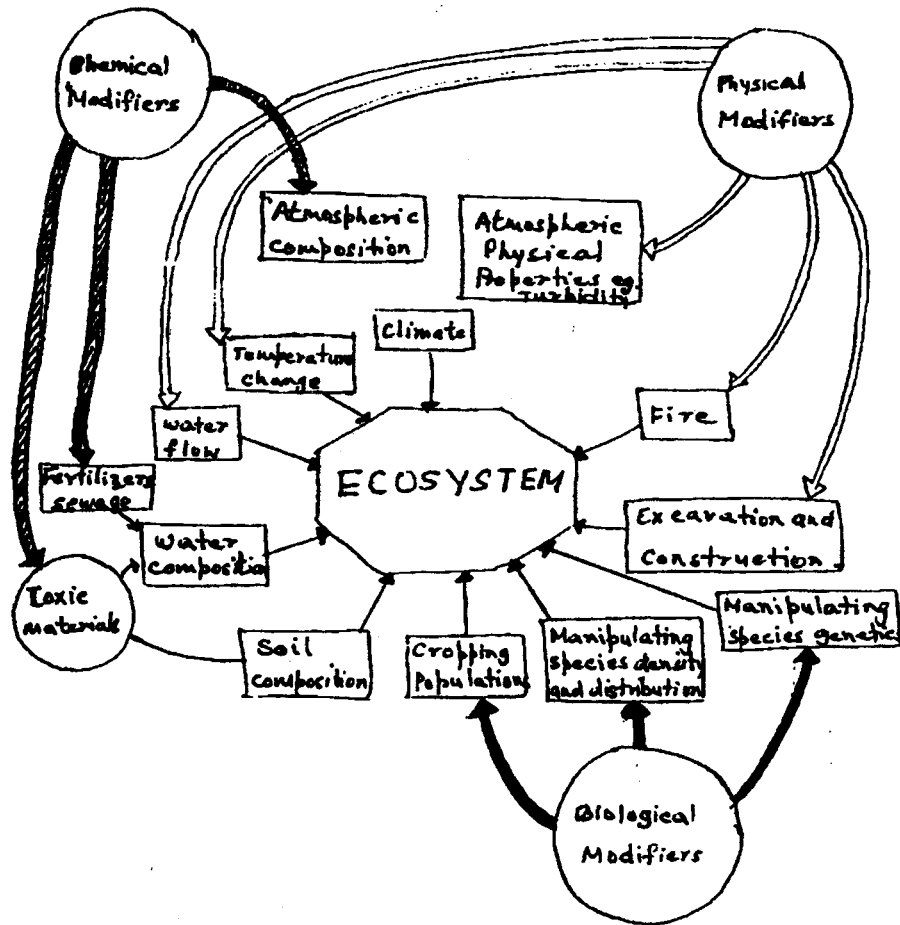 Chemical
Modifiers
Physical
Modifiers
Atmospheric
composition
Atmospheric
Physical
Properties eg.
Turbidity
Climate
Temperature
change
Fire
water
flow
ECOSYSTEM
Fertilizers
sewage
Excavation and
Construction
Water
composition
Toxic
materials
Manipulating
species genetic
Soil
composition
Cropping
Population
Manipulating
species density
and distribution
Biological
Modifiers